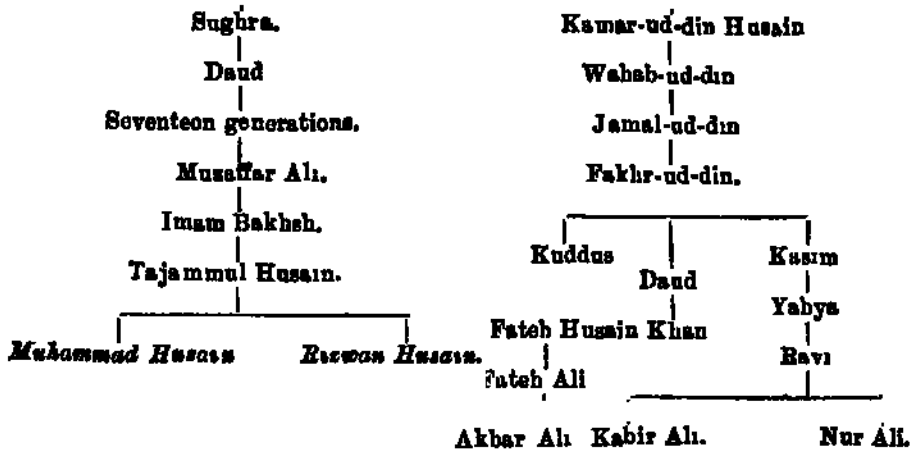 Sughra.
Daud
Seventeen generations.
Muzaffar Ali.
Imam Bakhsh.
Tajammul Husain.
Muhammad Husain Rizwan Husain.
Kamar-ud-din Husain
Wahab-ud-din
Jamal-ud-din
Fakhr-ud-din.
Kuddus Daud Kasim
Fateh Husain Khan Yahya
Fateh Ali Ravi
Akbar Ali Kabir Ali. Nur Ali.